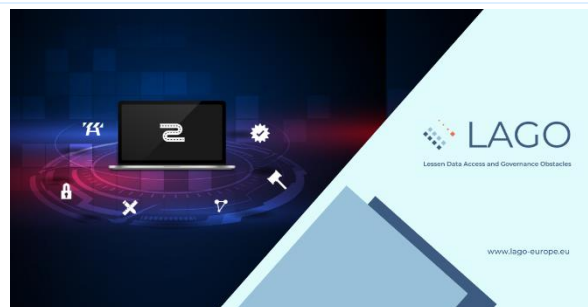 LAGO
Lessen Data Access and Governance Obstacles
www.lago-europe.eu